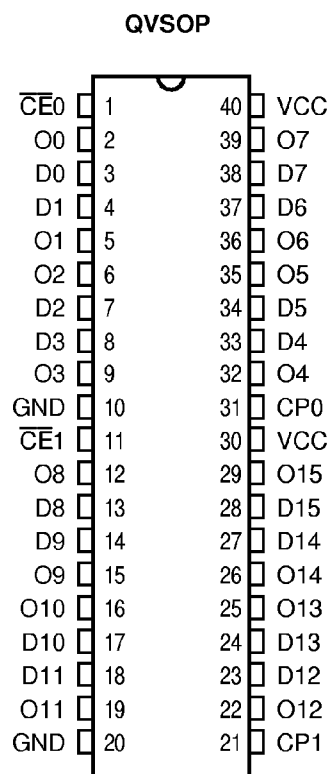 QVSOP
C̅E̅0 1 40 VCC
O0 2 39 O7
D0 3 38 D7
D1 4 37 D6
O1 5 36 O6
O2 6 35 O5
D2 7 34 D5
D3 8 33 D4
O3 9 32 O4
GND 10 31 CP0
C̅E̅1 11 30 VCC
O8 12 29 O15
D8 13 28 D15
D9 14 27 D14
O9 15 26 O14
O10 16 25 O13
D10 17 24 D13
D11 18 23 D12
O11 19 22 O12
GND 20 21 CP1